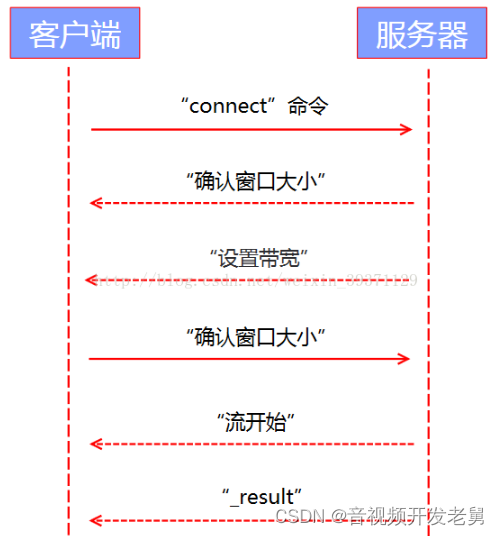 客户端
服务器
“connect”命令
“确认窗口大小”
“设置带宽”
http://blog.csdn.net/weixin_39371129
“确认窗口大小”
“流开始”
“_result”
CSDN @音视频开发老舅